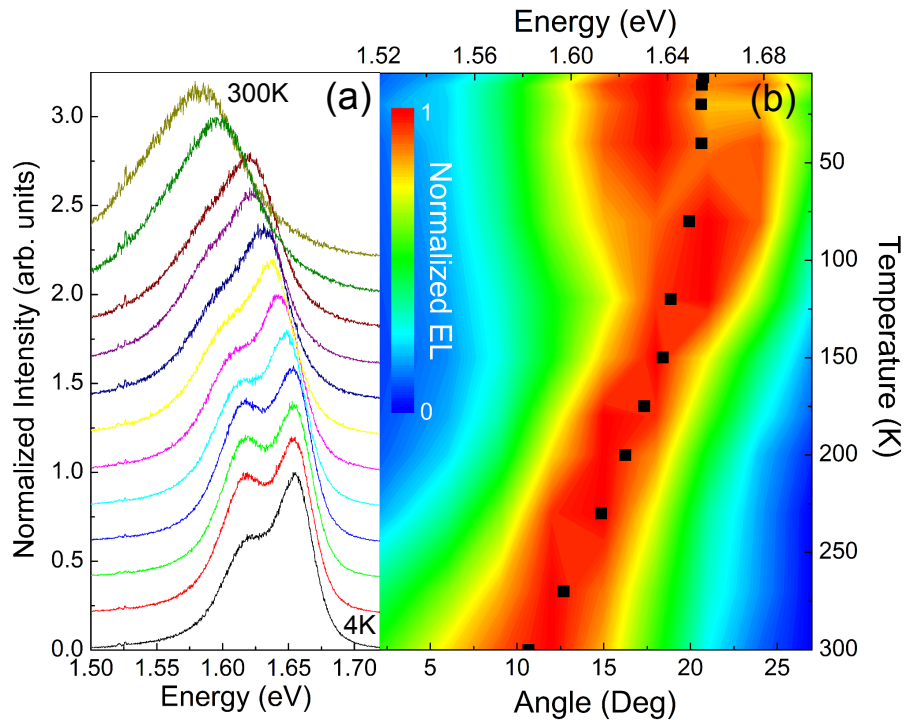 Energy (eV)
1.52 1.56 1.60 1.64 1.68
(a)
300K
4K
3.0
2.5
2.0
1.5
1.0
0.5
0.0
Normalized Intensity (arb. units)
1.50 1.55 1.60 1.65 1.70
Energy (eV)
(b)
1
0
Normalized EL
50
100
150
200
250
300
Temperature (K)
5 10 15 20 25
Angle (Deg)